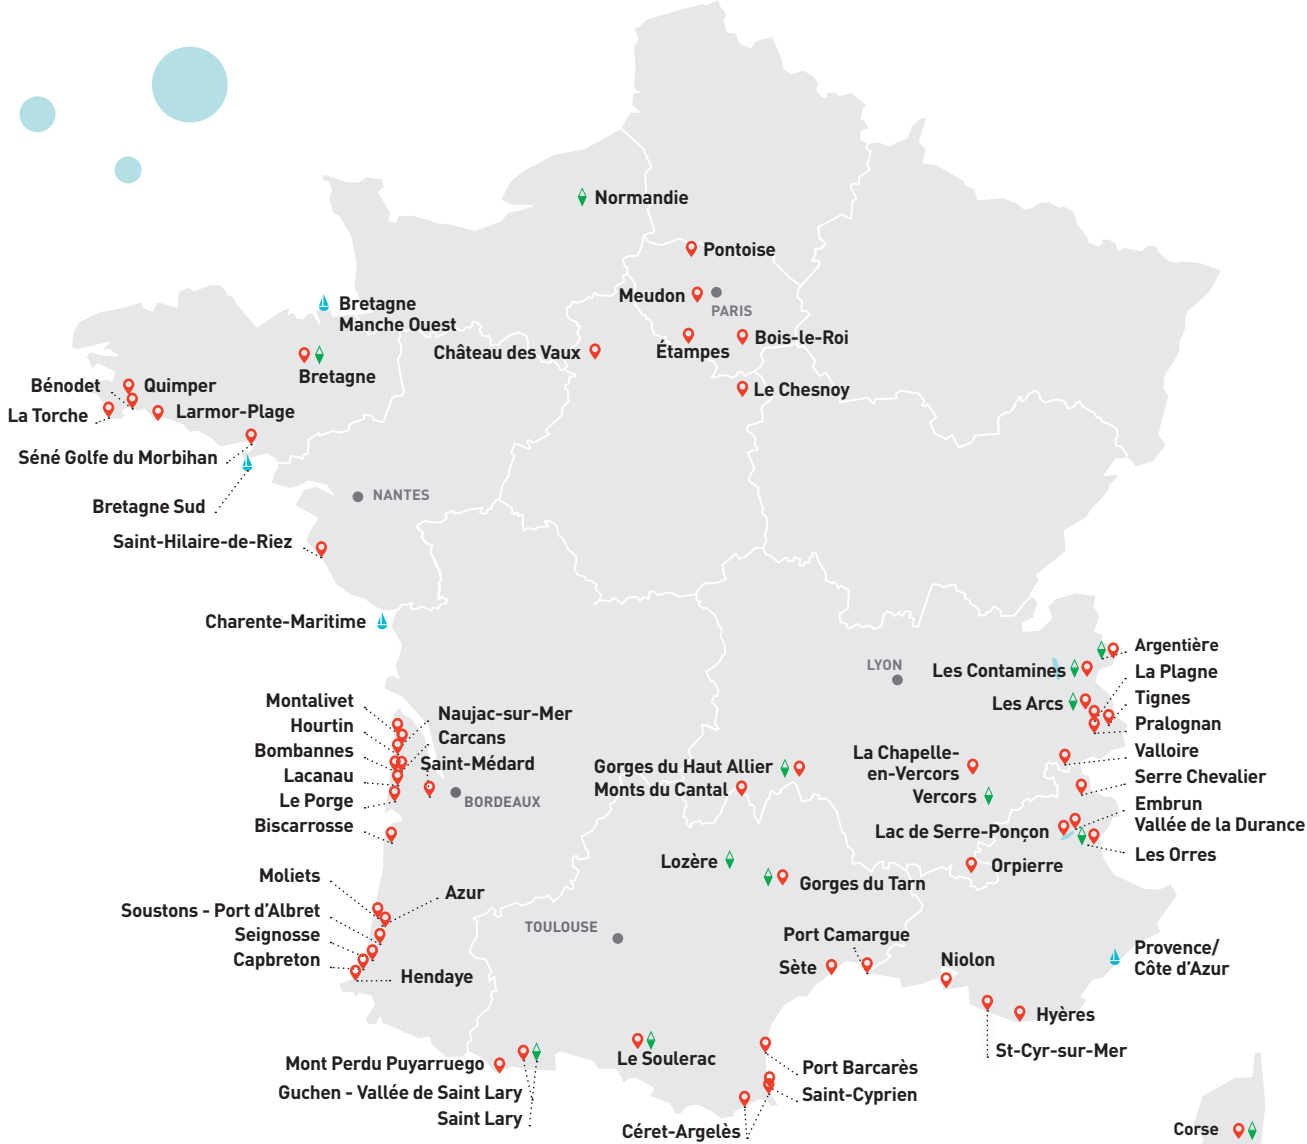 Normandie
Pontoise
Meudon
PARIS
Bretagne
Manche Ouest
Château des Vaux
Étampes
Bois-le-Roi
Bretagne
Le Chesnoy
Bénodet
Quimper
La Torche
Larmor-Plage
Séné Golfe du Morbihan
Bretagne Sud
NANTES
Saint-Hilaire-de-Riez
Charente-Maritime
LYON
Argentière
Les Contamines
La Plagne
Les Arcs
Tignes
Pralognan
Valloire
Serre Chevalier
Embrun
Vallée de la Durance
Les Orres
Montalivet
Hourtin
Bombannes
Lacanau
Le Porge
Biscarrosse
Naujac-sur-Mer
Carcans
Saint-Médard
BORDEAUX
Gorges du Haut Allier
Monts du Cantal
La Chapelle-
en-Vercors
Vercors
Lac de Serre-Ponçon
Orpierre
Lozère
Gorges du Tarn
Moliets
Azur
Soustons - Port d'Albret
Seignosse
Capbreton
Hendaye
TOULOUSE
Port Camargue
Sète
Niolon
Provence/
Côte d'Azur
Hyères
St-Cyr-sur-Mer
Mont Perdu Puyarruego
Guchen - Vallée de Saint Lary
Saint Lary
Le Soulerac
Port Barcarès
Saint-Cyprien
Céret-Argelès
Corse